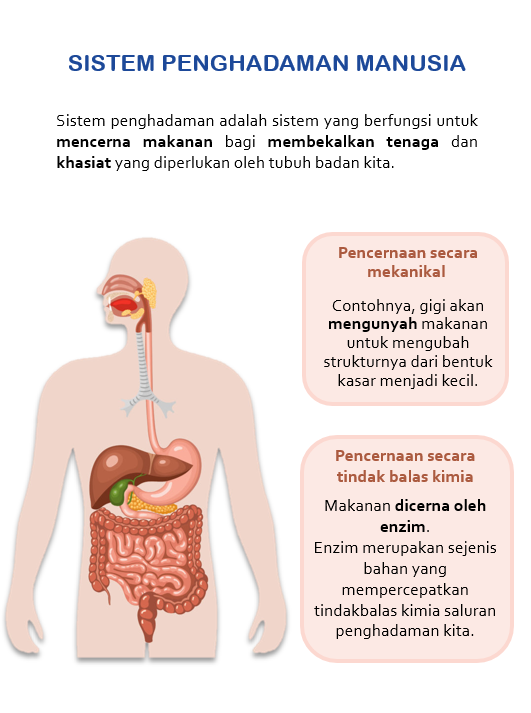 SISTEM PENGHADAMAN MANUSIA
Sistem penghadaman adalah sistem yang berfungsi untuk
mencerna makanan bagi membekalkan tenaga dan
khasiat yang diperlukan oleh tubuh badan kita.
Pencernaan secara
mekanikal
Contohnya, gigi akan
mengunyah makanan
untuk mengubah
strukturnya dari bentuk
kasar menjadi kecil.
Pencernaan secara
tindak balas kimia
Makanan dicerna oleh
enzim.
Enzim merupakan sejenis
bahan yang
mempercepatkan
tindakbalas kimia saluran
penghadaman kita.